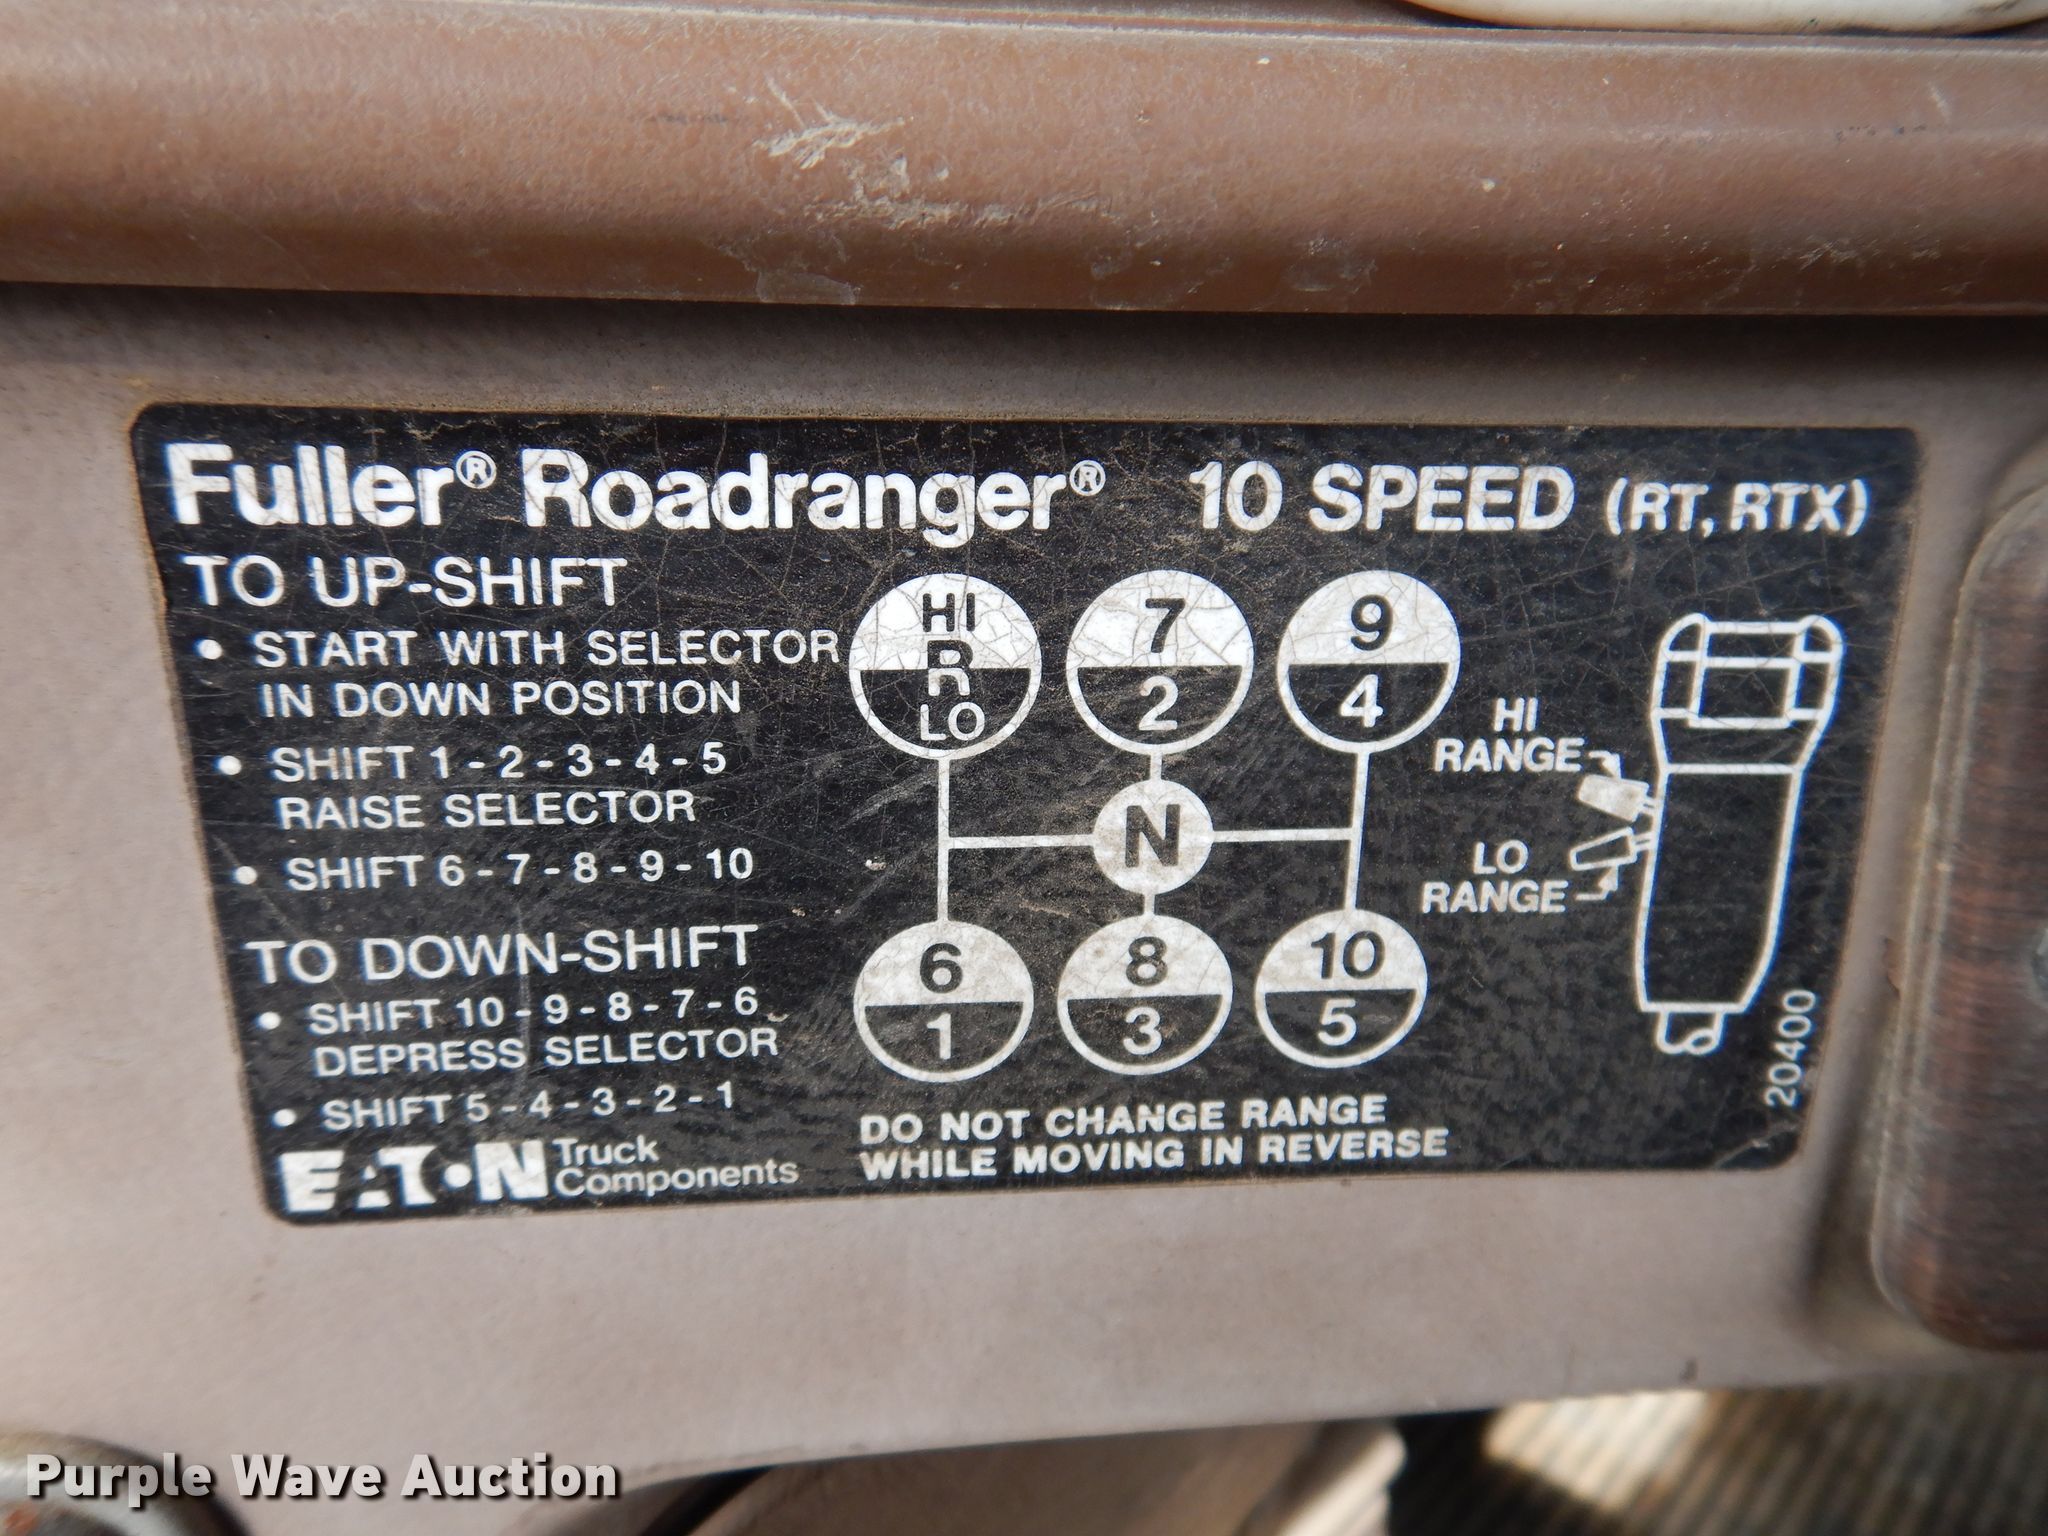 Fuller® Roadranger® 10 SPEED (RT, RTX)
TO UP-SHIFT
• START WITH SELECTOR
IN DOWN POSITION
• SHIFT 1 - 2 - 3 - 4 - 5
RAISE SELECTOR
• SHIFT 6 - 7 - 8 - 9 - 10
TO DOWN-SHIFT
• SHIFT 10 - 9 - 8 - 7 - 6
DEPRESS SELECTOR
• SHIFT 5 - 4 - 3 - 2 - 1
EATON Truck
Components
HI
R
LO
7
2
9
4
N
6
1
8
3
10
5
HI
RANGE
LO
RANGE
20400
DO NOT CHANGE RANGE
WHILE MOVING IN REVERSE
Purple Wave Auction